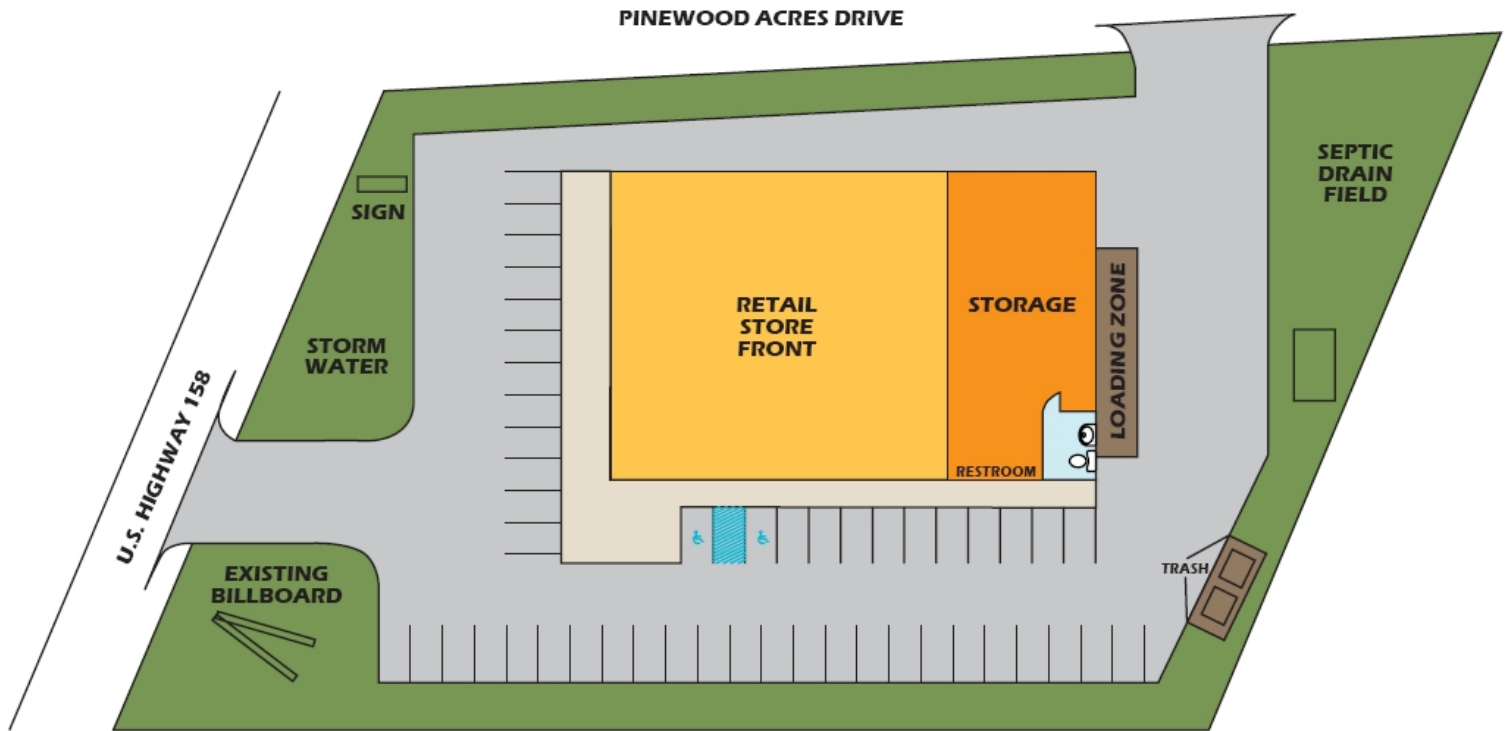 PINEWOOD ACRES DRIVE
SEPTIC
DRAIN
FIELD
SIGN
RETAIL
STORE
FRONT
STORAGE
LOADING ZONE
STORM
WATER
U.S. HIGHWAY 158
RESTROOM
EXISTING
BILLBOARD
TRASH